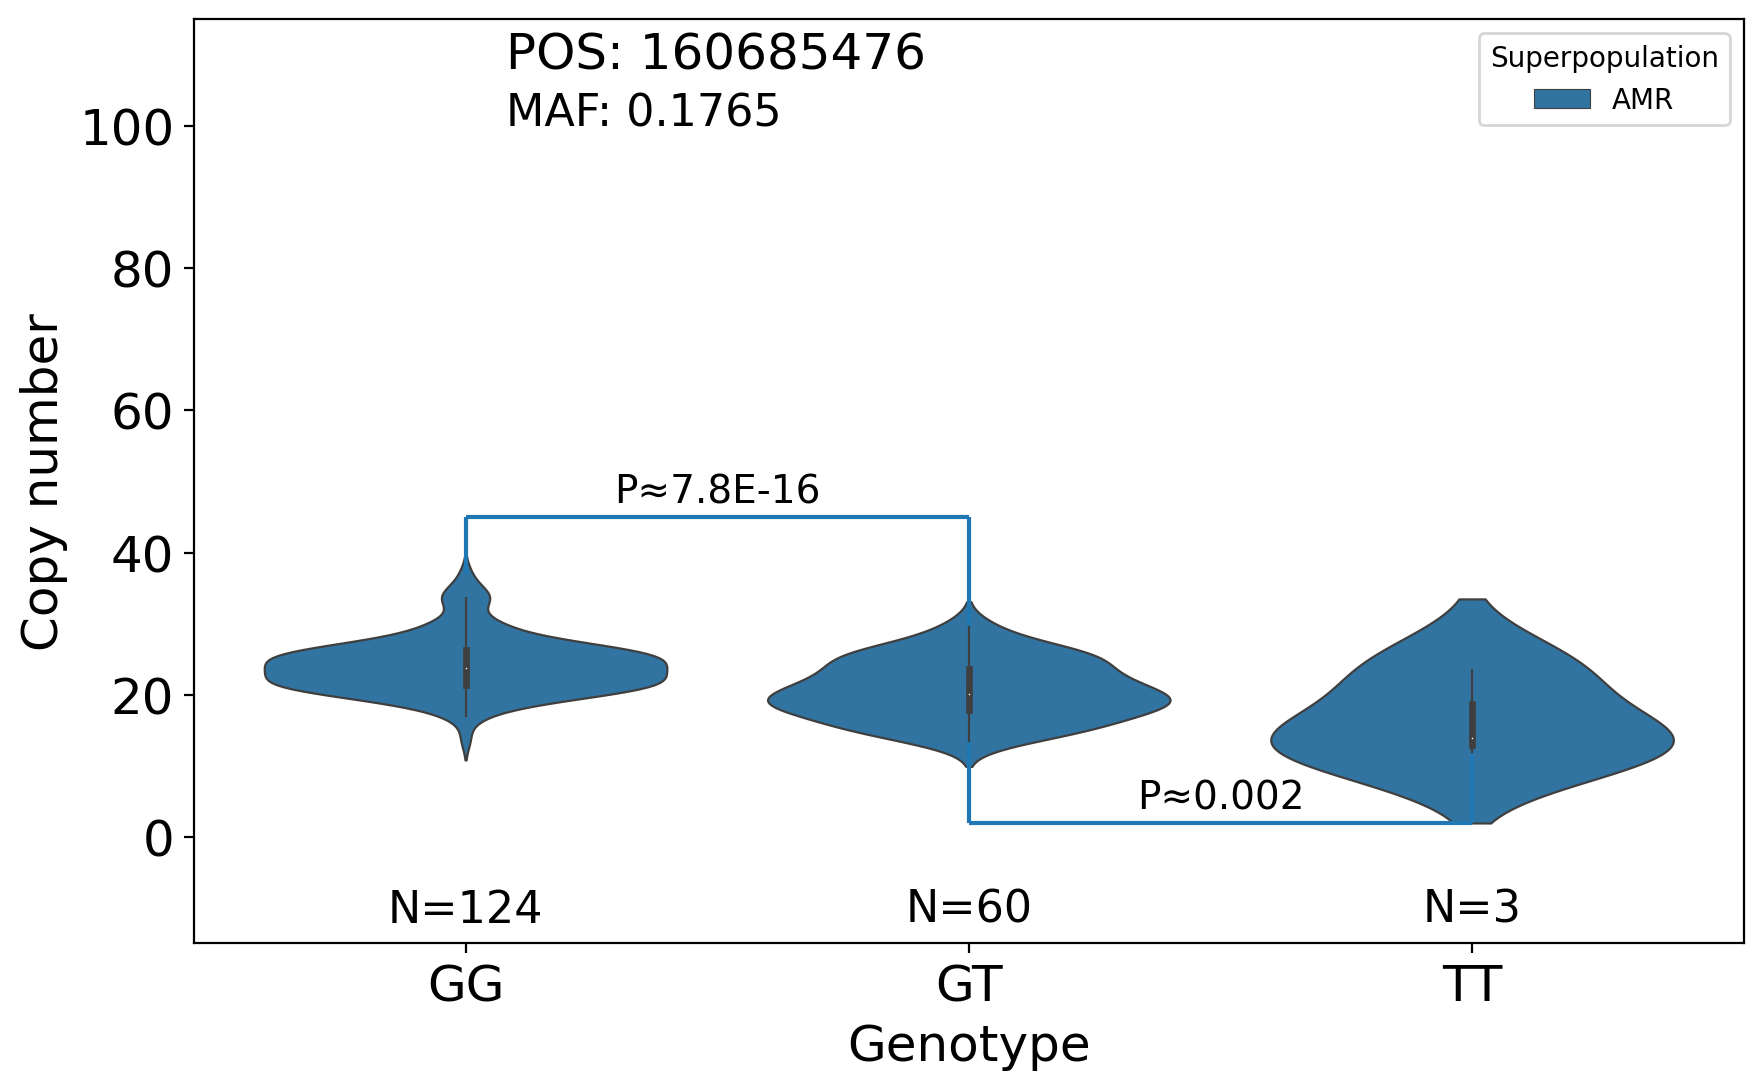 POS: 160685476
MAF: 0.1765
Superpopulation
AMR
Copy number
100
80
60
40
20
0
P≈7.8E-16
P≈0.002
N=124
N=60
N=3
GG
GT
TT
Genotype